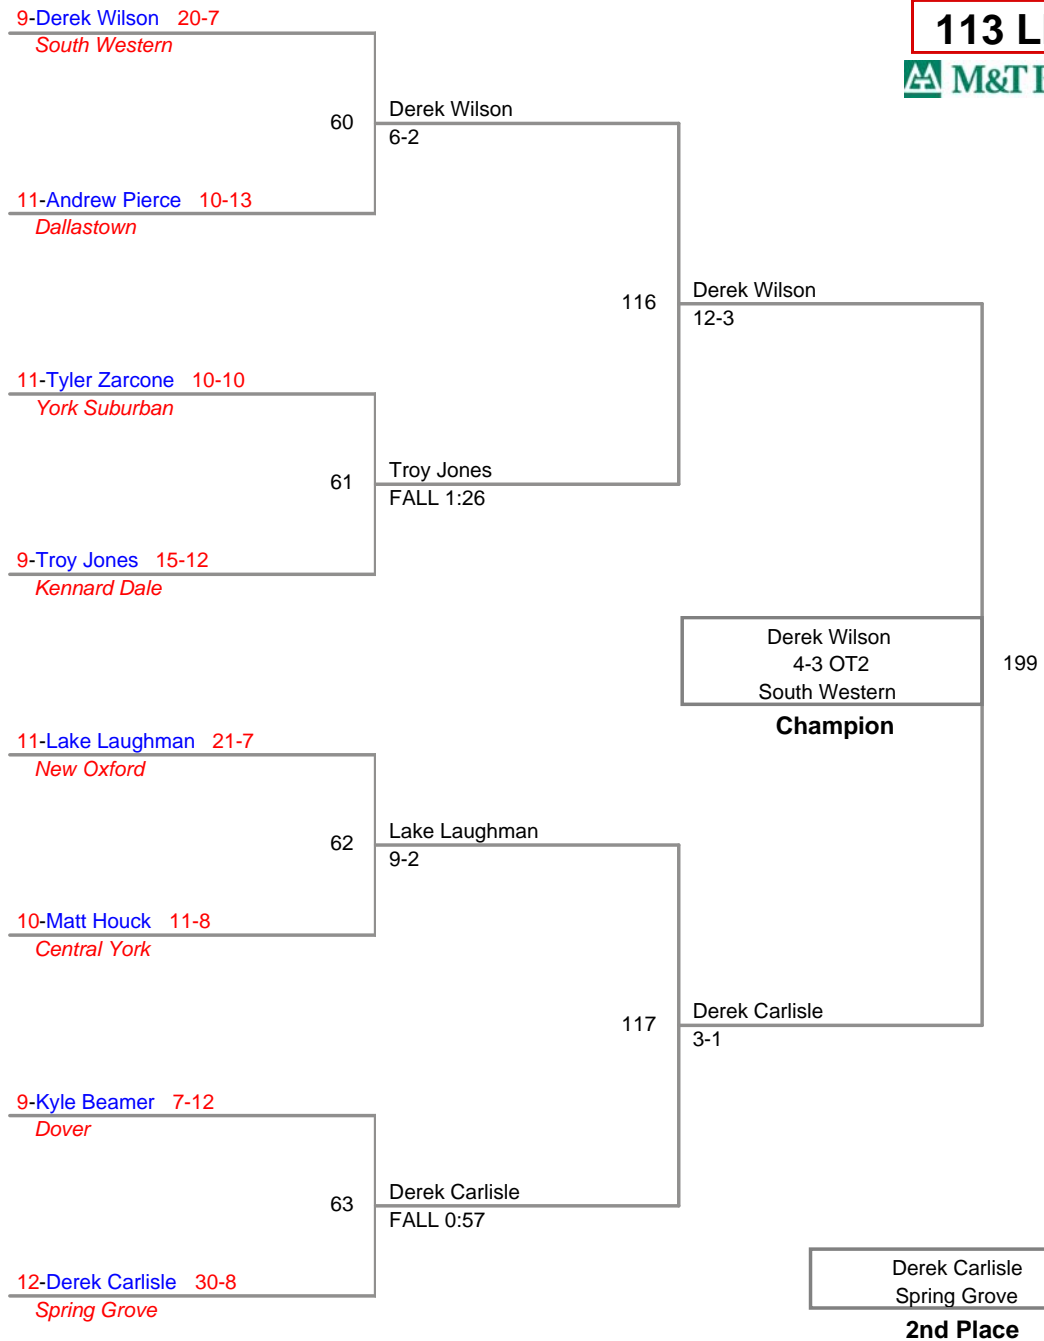 9-Derek Wilson 20-7
South Western
113 L
M&T
60
Derek Wilson
6-2
11-Andrew Pierce 10-13
Dallastown
116
Derek Wilson
12-3
11-Tyler Zarcone 10-10
York Suburban
61
Troy Jones
FALL 1:26
9-Troy Jones 15-12
Kennard Dale
Derek Wilson
4-3 OT2
South Western
199
Champion
11-Lake Laughman 21-7
New Oxford
62
Lake Laughman
9-2
10-Matt Houck 11-8
Central York
117
Derek Carlisle
3-1
9-Kyle Beamer 7-12
Dover
63
Derek Carlisle
FALL 0:57
12-Derek Carlisle 30-8
Spring Grove
Derek Carlisle
Spring Grove
2nd Place